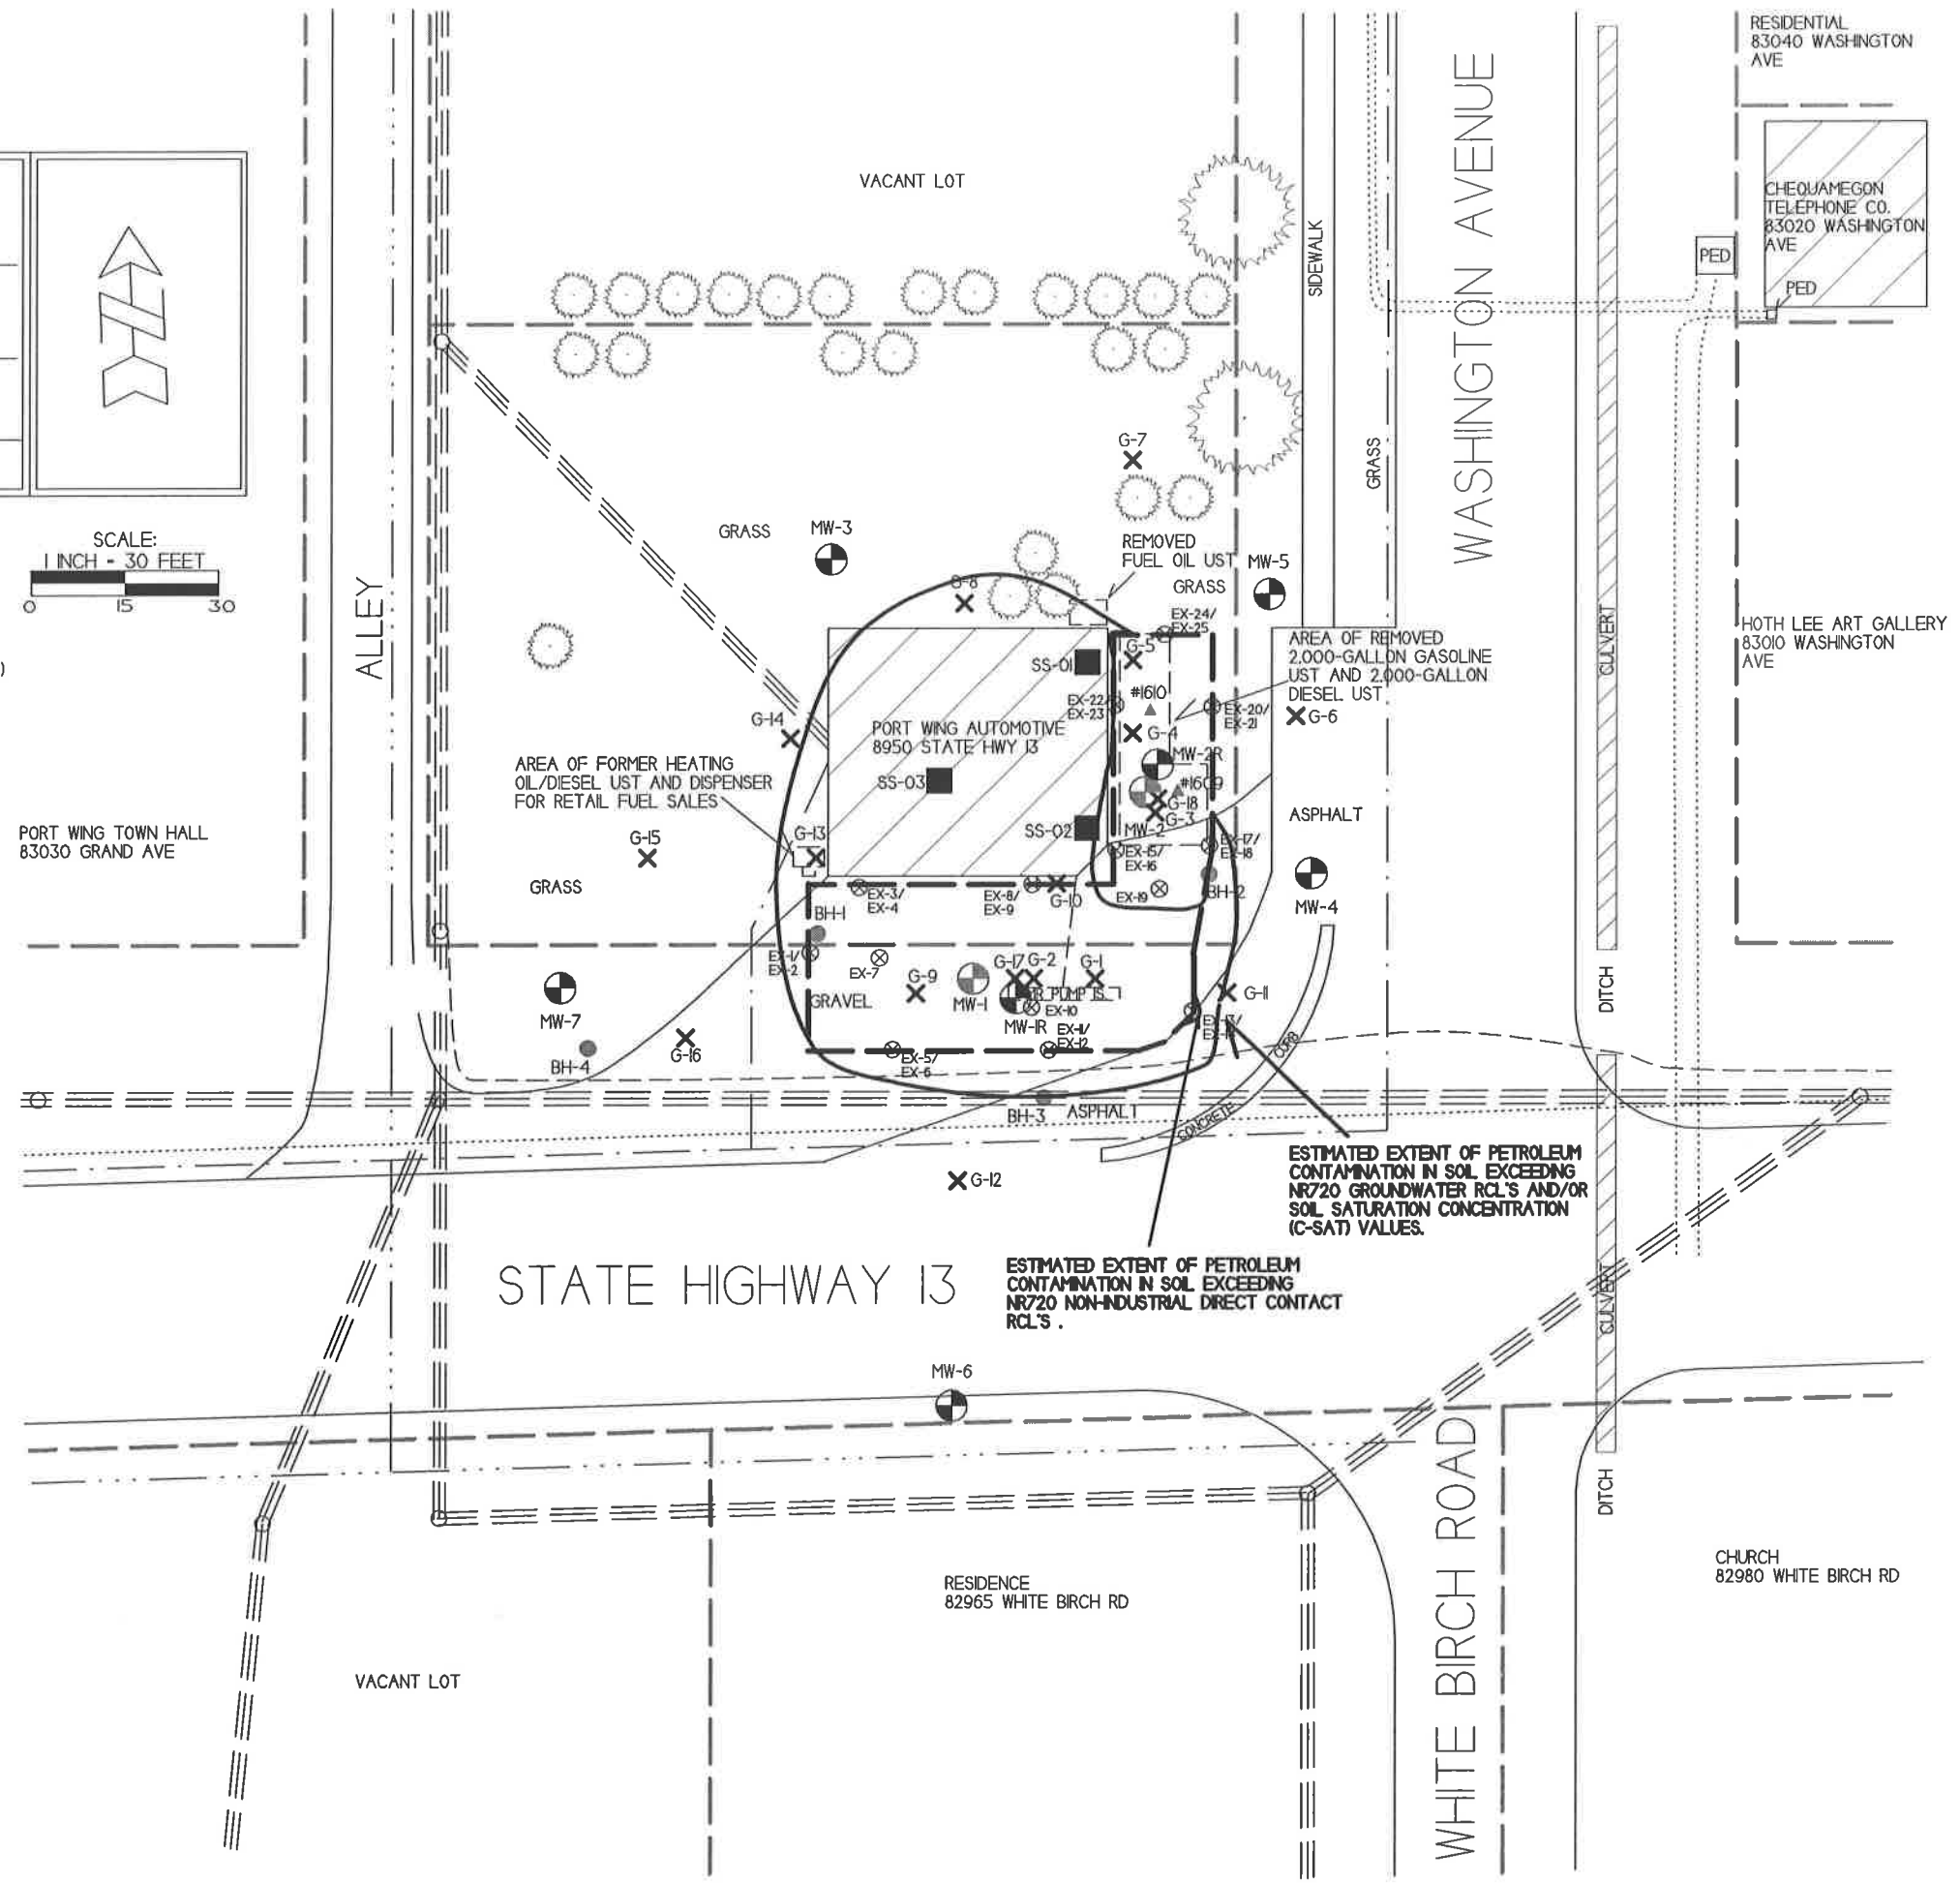 RESIDENTIAL
83040 WASHINGTON
AVE
WASHINGTON AVENUE
VACANT LOT
SIDEWALK
CHEQUAMEGON
TELEPHONE CO.
83020 WASHINGTON
AVE
PED
PED
N
GRASS
G-7
SCALE:
1 INCH = 30 FEET
0 15 30
GRASS
MW-3
REMOVED
FUEL OIL UST
MW-5
GRASS
G-8
ALLEY
CULVERT
HOTH LEE ART GALLERY
83010 WASHINGTON
AVE
EX-24/
EX-25
AREA OF REMOVED
2,000-GALLON GASOLINE
UST AND 2,000-GALLON
DIESEL UST
G-5
SS-01
#1610
EX-22/
EX-23
EX-20/
EX-21
G-6
G-14
PORT WING AUTOMOTIVE
8950 STATE HWY 13
G-4
MW-2R
AREA OF FORMER HEATING
OIL/DIESEL UST AND DISPENSER
FOR RETAIL FUEL SALES
SS-03
#1609
G-18
G-3
ASPHALT
PORT WING TOWN HALL
83030 GRAND AVE
G-15
G-13
SS-02
MW-2
EX-15/
EX-16
EX-17/
EX-18
GRASS
EX-3/
EX-4
EX-8/
EX-9
G-10
EX-19
BH-2
MW-4
BH-1
EX-1/
EX-2
EX-7
G-9
G-17
G-2
G-1
G-11
DITCH
GRAVEL
MW-1
EX-10
MW-1R
EX-11/
EX-12
EX-13/
MW-7
G-16
BH-4
EX-5/
EX-6
CURB
BH-3
ASPHALT
CONCRETE
G-12
ESTIMATED EXTENT OF PETROLEUM
CONTAMINATION IN SOIL EXCEEDING
NR720 GROUNDWATER RCL'S AND/OR
SOIL SATURATION CONCENTRATION
(C-SAT) VALUES.
STATE HIGHWAY 13
ESTIMATED EXTENT OF PETROLEUM
CONTAMINATION IN SOIL EXCEEDING
NR720 NON-INDUSTRIAL DIRECT CONTACT
RCL'S .
CULVERT
MW-6
DITCH
WHITE BIRCH ROAD
RESIDENCE
82965 WHITE BIRCH RD
CHURCH
82980 WHITE BIRCH RD
VACANT LOT